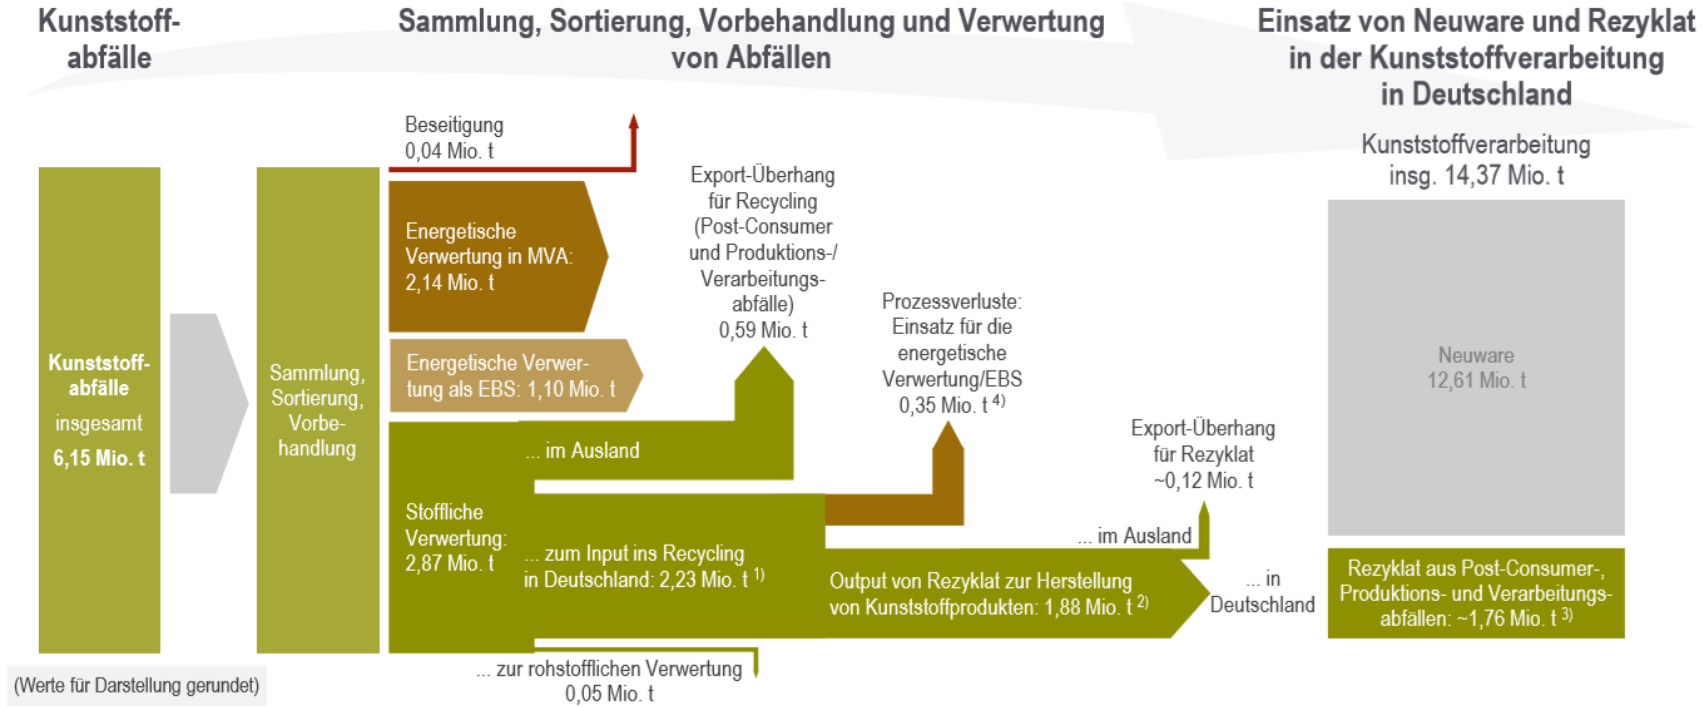 Kunststoff-
abfälle
Sammlung, Sortierung, Vorbehandlung und Verwertung
von Abfällen
Einsatz von Neuware und Rezyklat
in der Kunststoffverarbeitung
in Deutschland
Kunststoff-
abfälle
insgesamt
6,15 Mio. t
Sammlung,
Sortierung,
Vorbe-
handlung
Beseitigung
0,04 Mio. t
Energetische
Verwertung in MVA:
2,14 Mio. t
Energetische Verwer-
tung als EBS: 1,10 Mio. t
Stoffliche
Verwertung:
2,87 Mio. t
... im Ausland
Export-Überhang
für Recycling
(Post-Consumer
und Produktions-/
Verarbeitungs-
abfälle)
0,59 Mio. t
... zum Input ins Recycling
in Deutschland: 2,23 Mio. t 1)
... zur rohstofflichen Verwertung
0,05 Mio. t
Prozessverluste:
Einsatz für die
energetische
Verwertung/EBS
0,35 Mio. t 4)
Output von Rezyklat zur Herstellung
von Kunststoffprodukten: 1,88 Mio. t 2)
Export-Überhang
für Rezyklat
~0,12 Mio. t
... im Ausland
... in
Deutschland
Kunststoffverarbeitung
insg. 14,37 Mio. t
Neuware
12,61 Mio. t
Rezyklat aus Post-Consumer-,
Produktions- und Verarbeitungs-
abfällen: ~1,76 Mio. t 3)
(Werte für Darstellung gerundet)